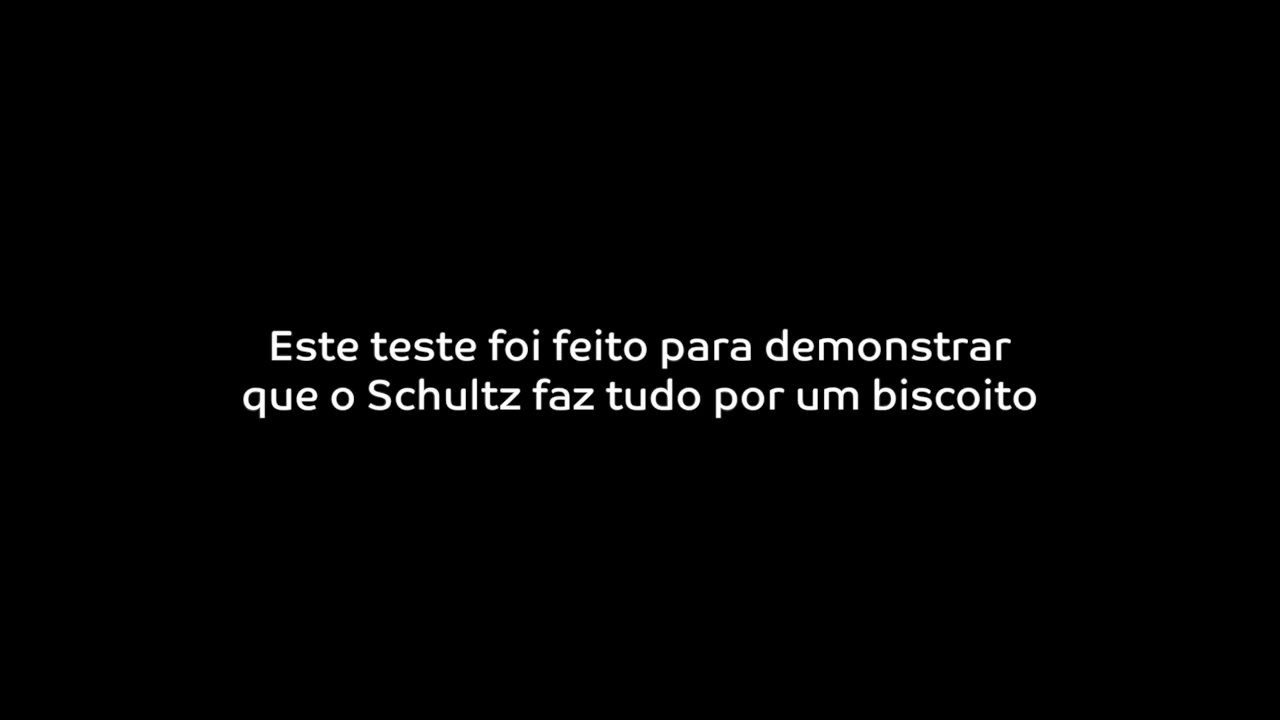 Este teste foi feito para demonstrar
que o Schultz faz tudo por um biscoito